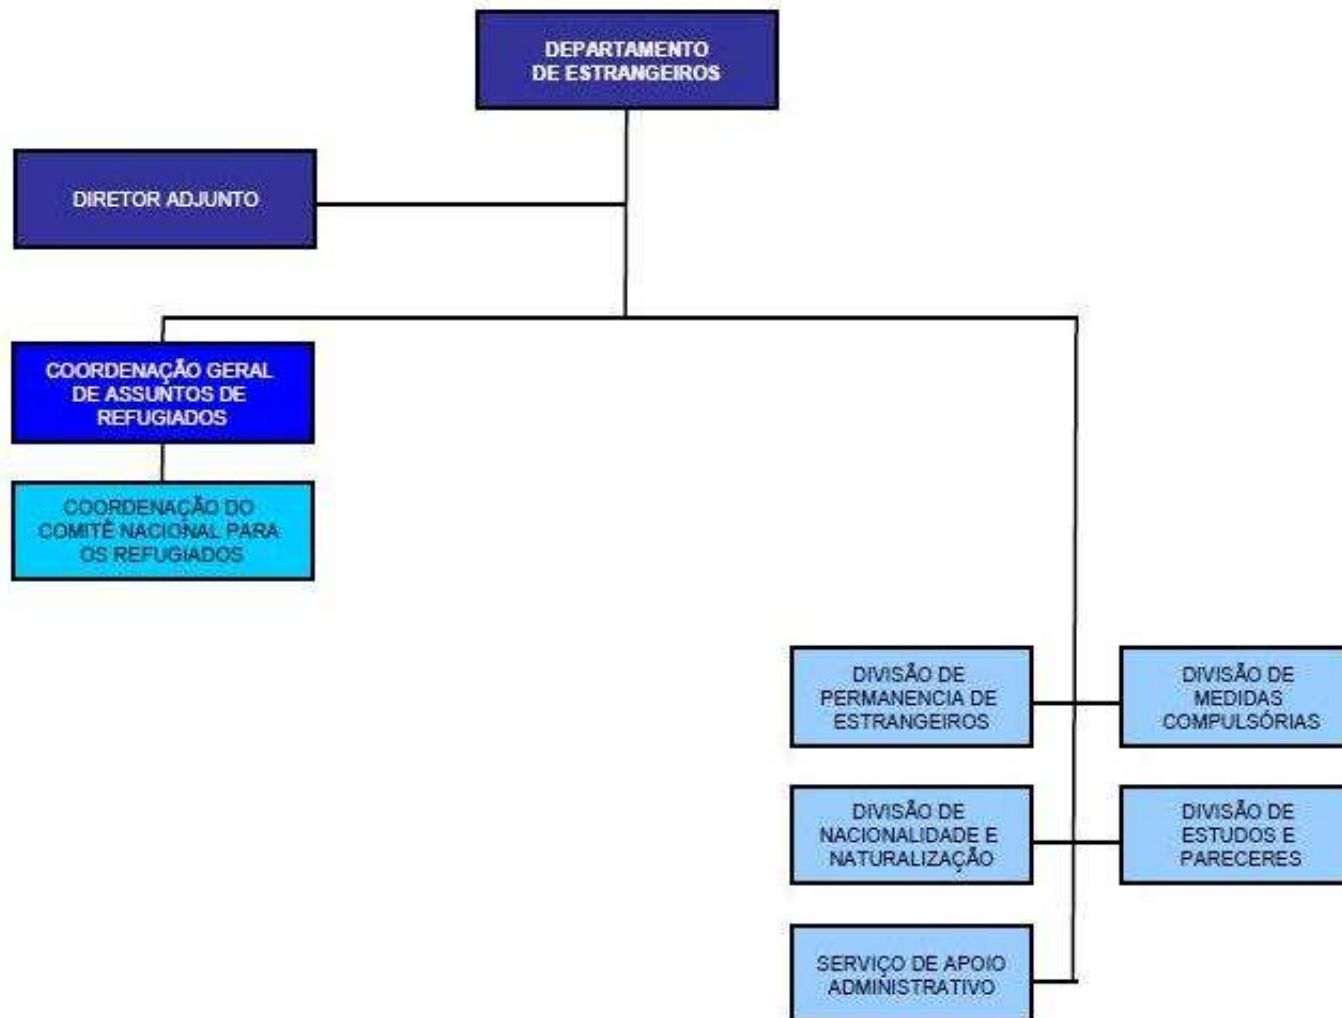 DEPARTAMENTO
DE ESTRANGEIROS
DIRETOR ADJUNTO
COORDENAÇÃO GERAL
DE ASSUNTOS DE
REFUGIADOS
COORDENAÇÃO DO
COMITÊ NACIONAL PARA
OS REFUGIADOS
DIVISÃO DE
PERMANENCIA DE
ESTRANGEIROS
DIVISÃO DE
MEDIDAS
COMPULSÓRIAS
DIVISÃO DE
NACIONALIDADE E
NATURALIZAÇÃO
DIVISÃO DE
ESTUDOS E
PARECERES
SERVIÇO DE APOIO
ADMINISTRATIVO